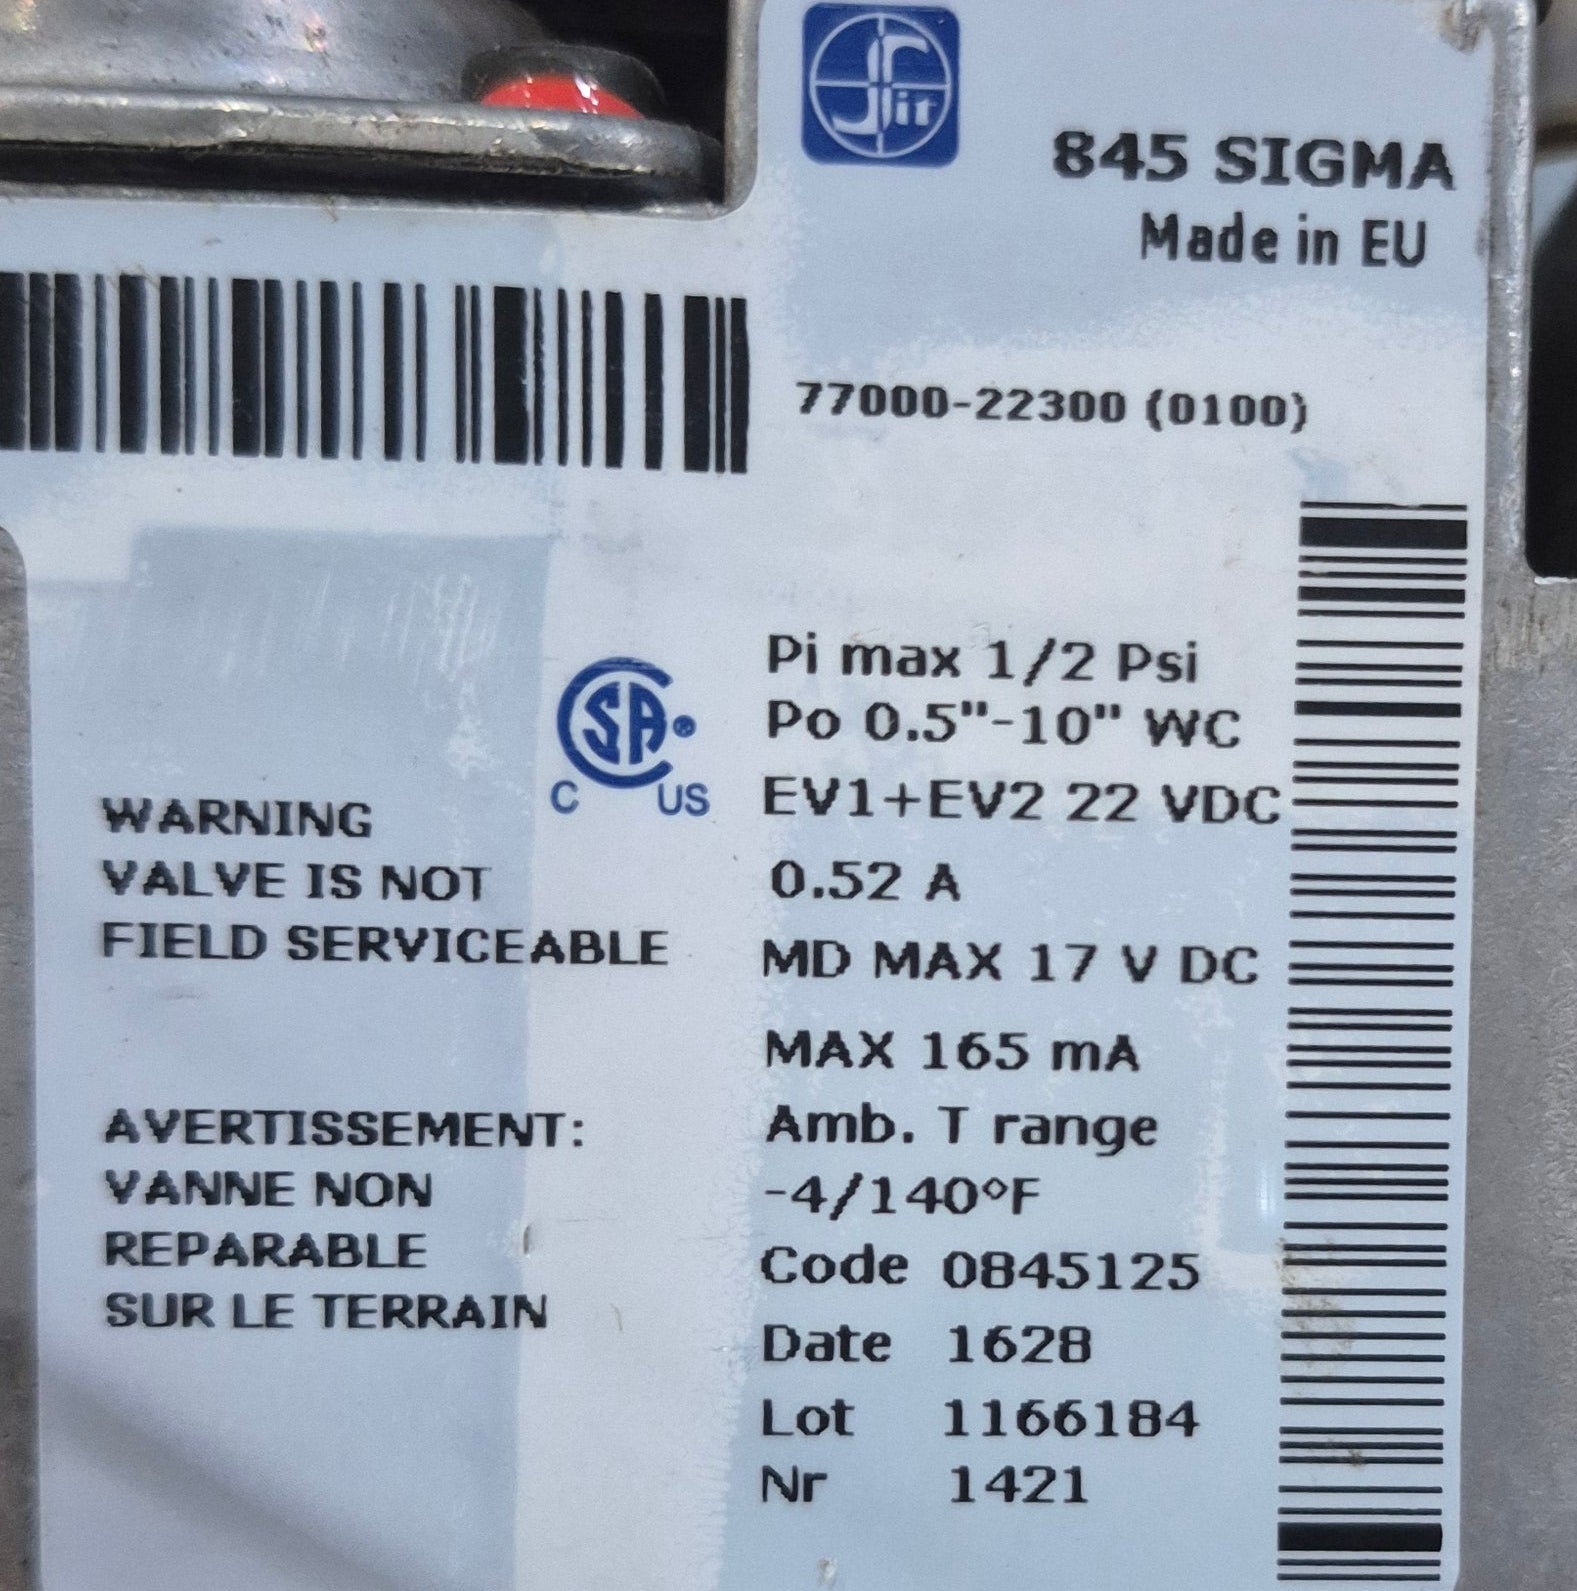 Sit
845 SIGMA
Made in EU
77000-22300 (0100)
CSA®
C US
Pi max 1/2 Psi
Po 0.5"-10" WC
EV1+EV2 22 VDC
0.52 A
MD MAX 17 V DC
MAX 165 mA
Amb. T range
-4/140°F
Code 0845125
Date 1628
Lot 1166184
Nr 1421
WARNING
VALVE IS NOT
FIELD SERVICEABLE
AVERTISSEMENT:
VANNE NON
REPARABLE
SUR LE TERRAIN